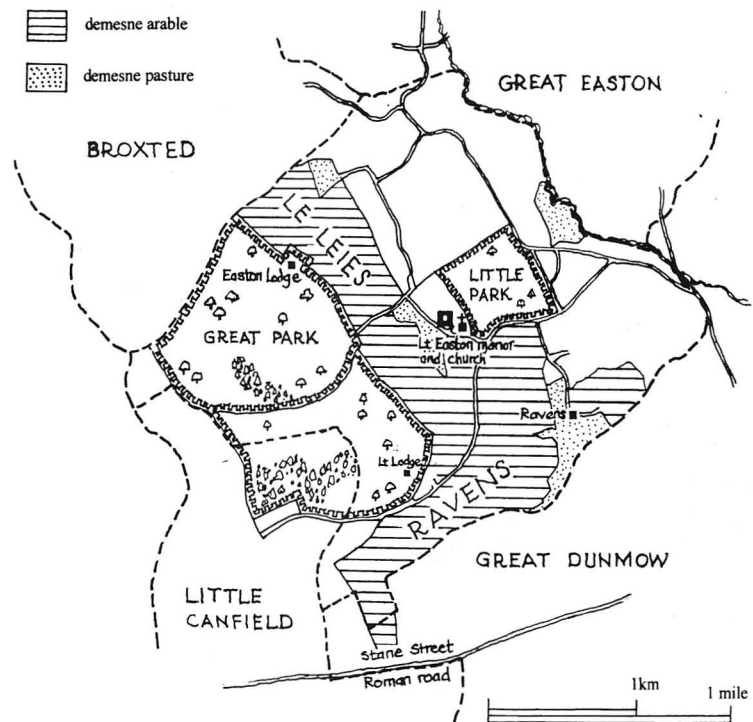 demesne arable
demesne pasture
GREAT EASTON
BROXTED
LE LEIES
Easton Lodge
LITTLE
PARK
GREAT PARK
Lt Easton manor
and church
Ravens
Lt Lodge
RAVENS
GREAT DUNMOW
LITTLE
CANFIELD
Stane Street
Roman road
1km
1 mile